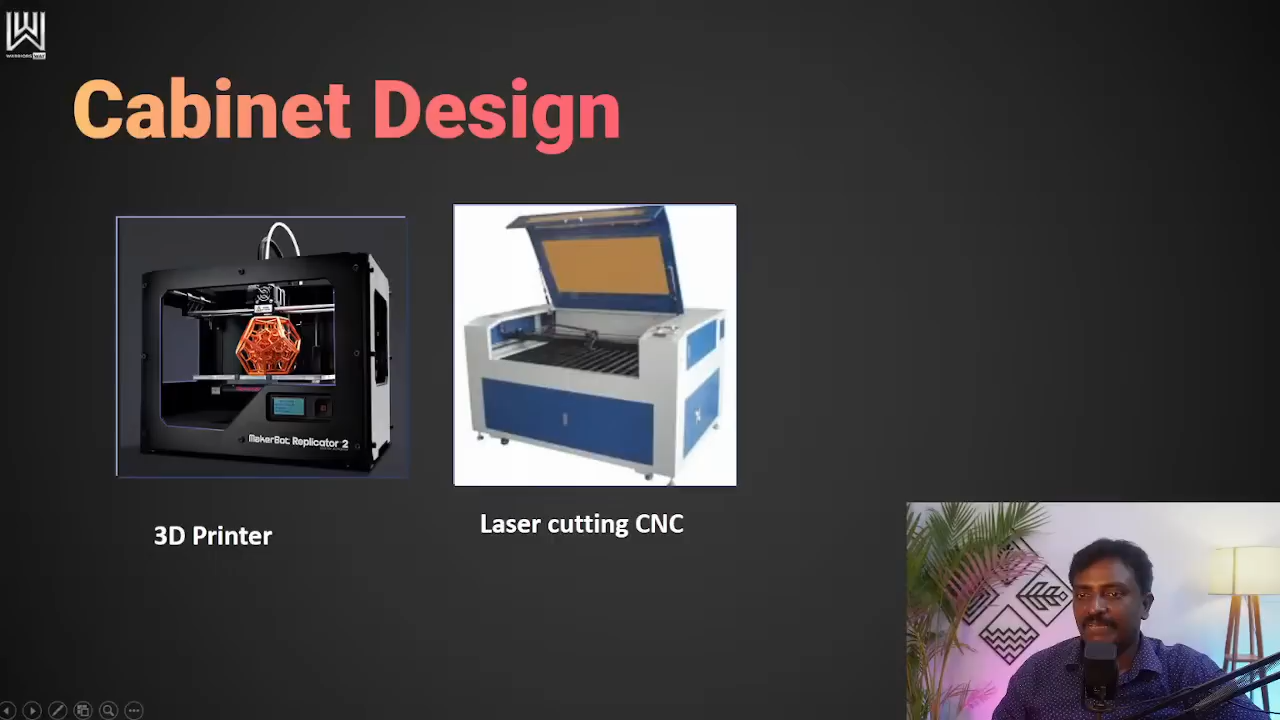 Cabinet Design
MakerBot Replicator 2
3D Printer
Laser cutting CNC